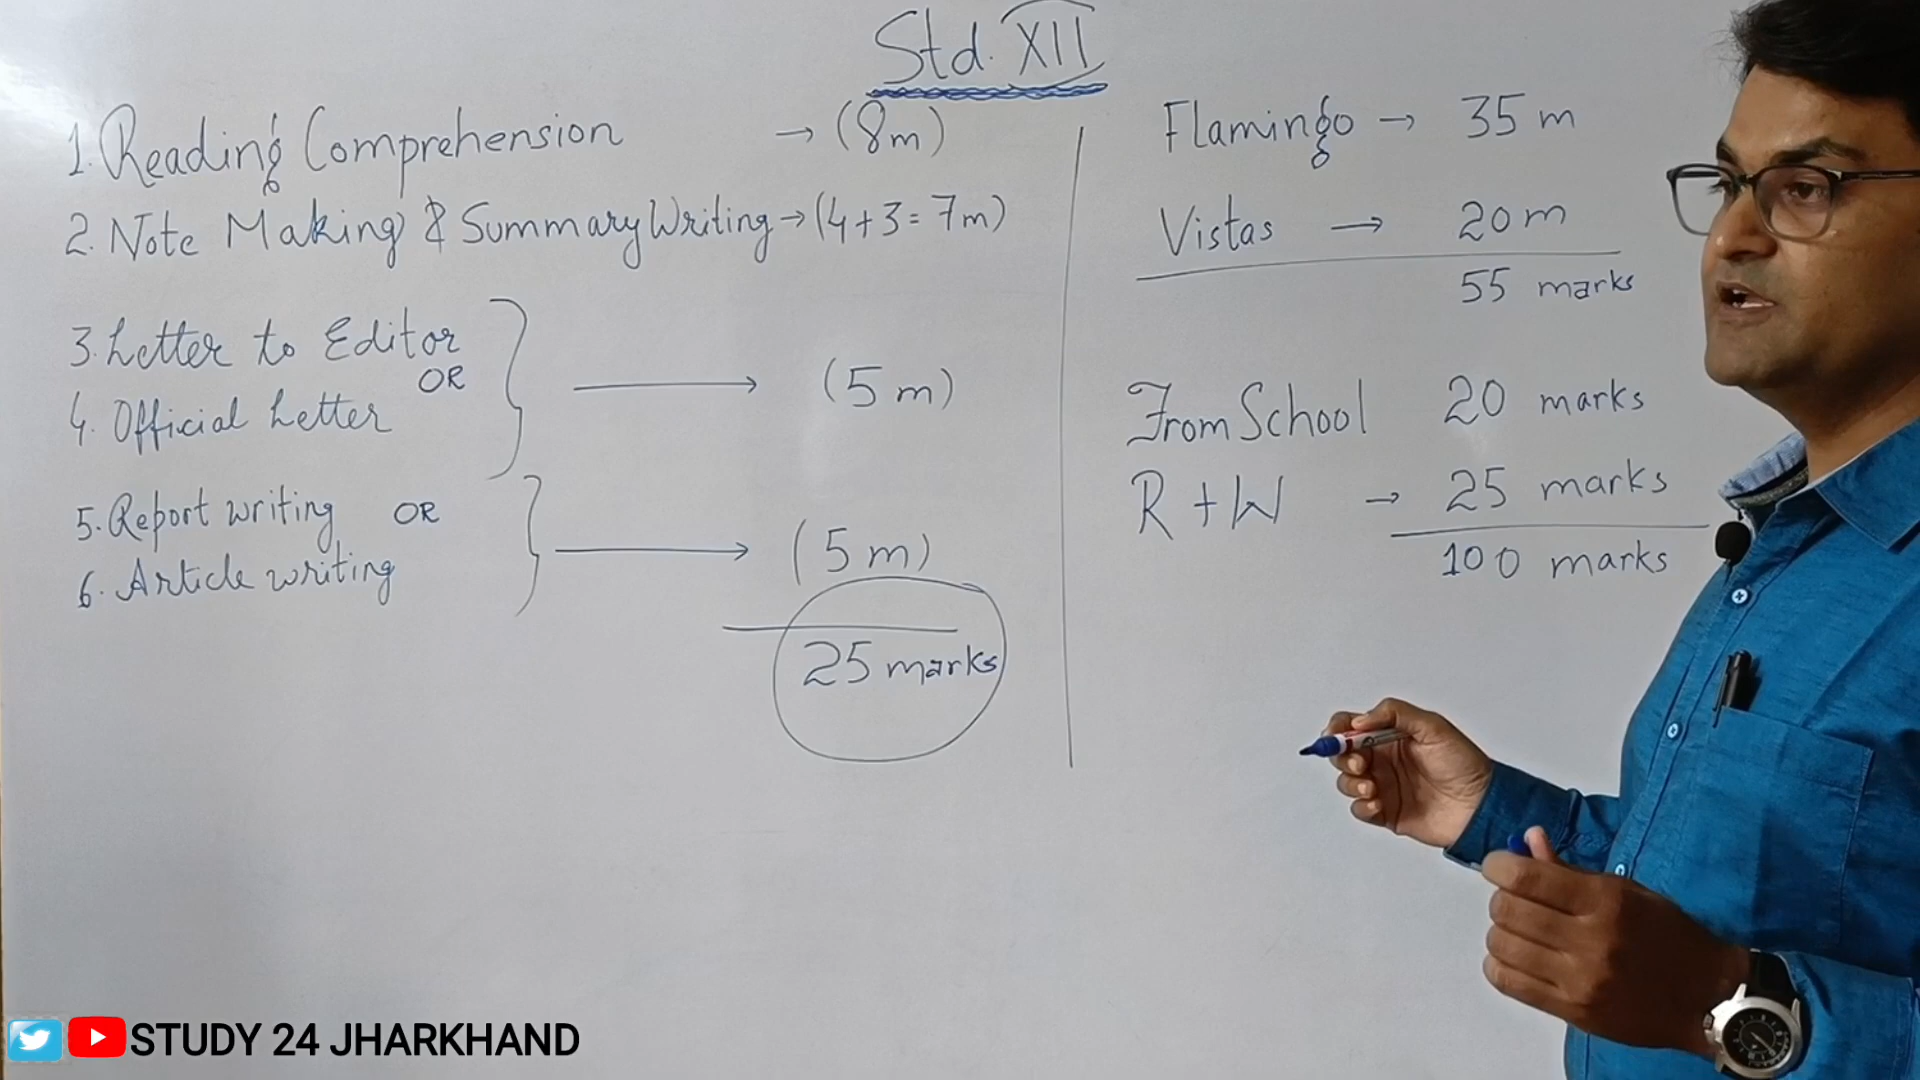 Std. XII
1. Reading Comprehension → (8m)
2. Note Making & Summary Writing → (4+3=7m)
3. Letter to Editor
OR
4. Official Letter
→ (5m)
5. Report writing OR
6. Article writing
→ (5m)
25 marks
Flamingo → 35 m
Vistas → 20 m
55 marks
From School 20 marks
R + W → 25 marks
100 marks
STUDY 24 JHARKHAND